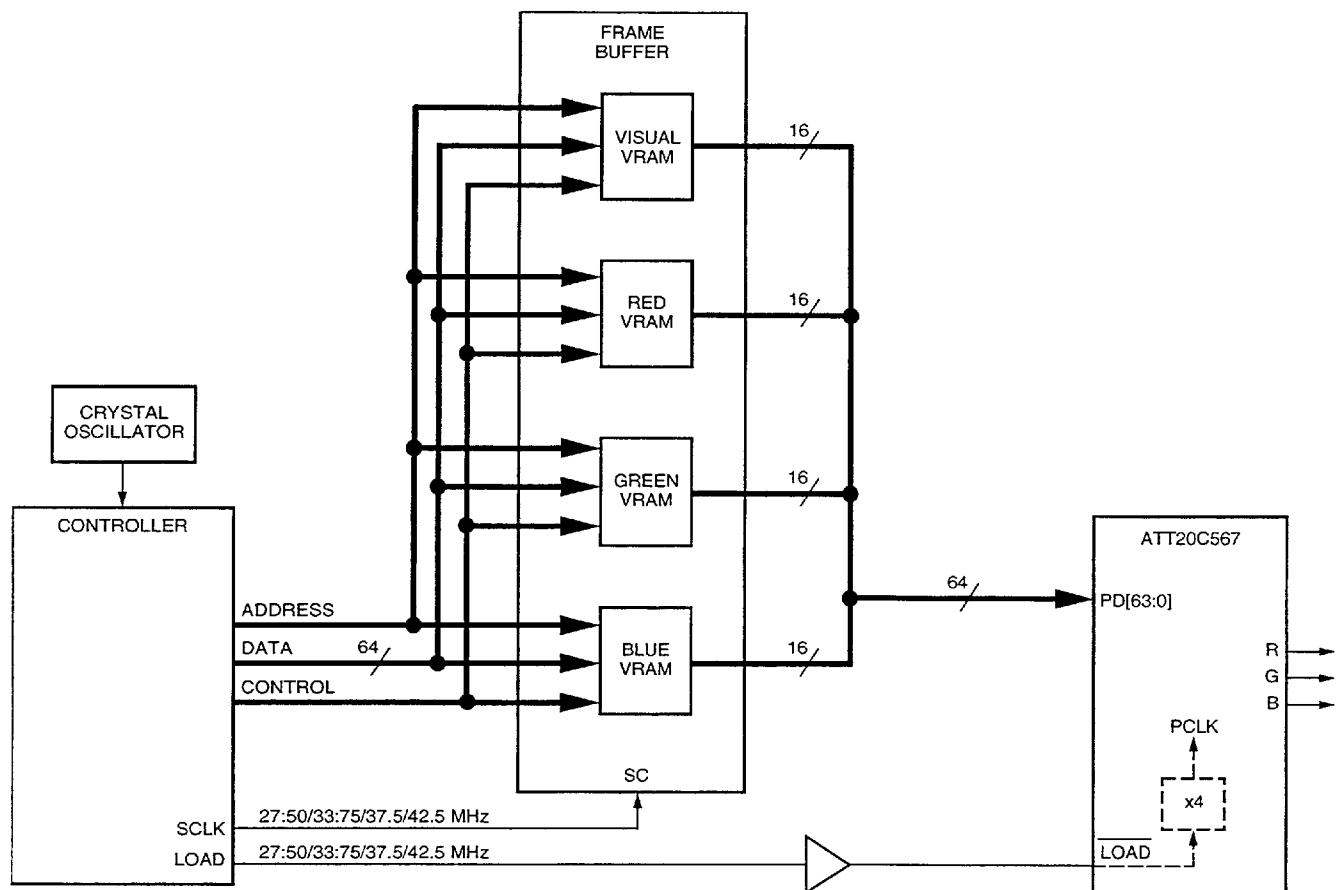 FRAME
BUFFER
VISUAL
VRAM
16
RED
VRAM
16
CRYSTAL
OSCILLATOR
GREEN
VRAM
16
CONTROLLER
ATT20C567
64
PD[63:0]
ADDRESS
DATA
64
CONTROL
BLUE
VRAM
16
R
G
B
PCLK
x4
SC
SCLK
27:50/33:75/37.5/42.5 MHz
LOAD
27:50/33:75/37.5/42.5 MHz
LOAD